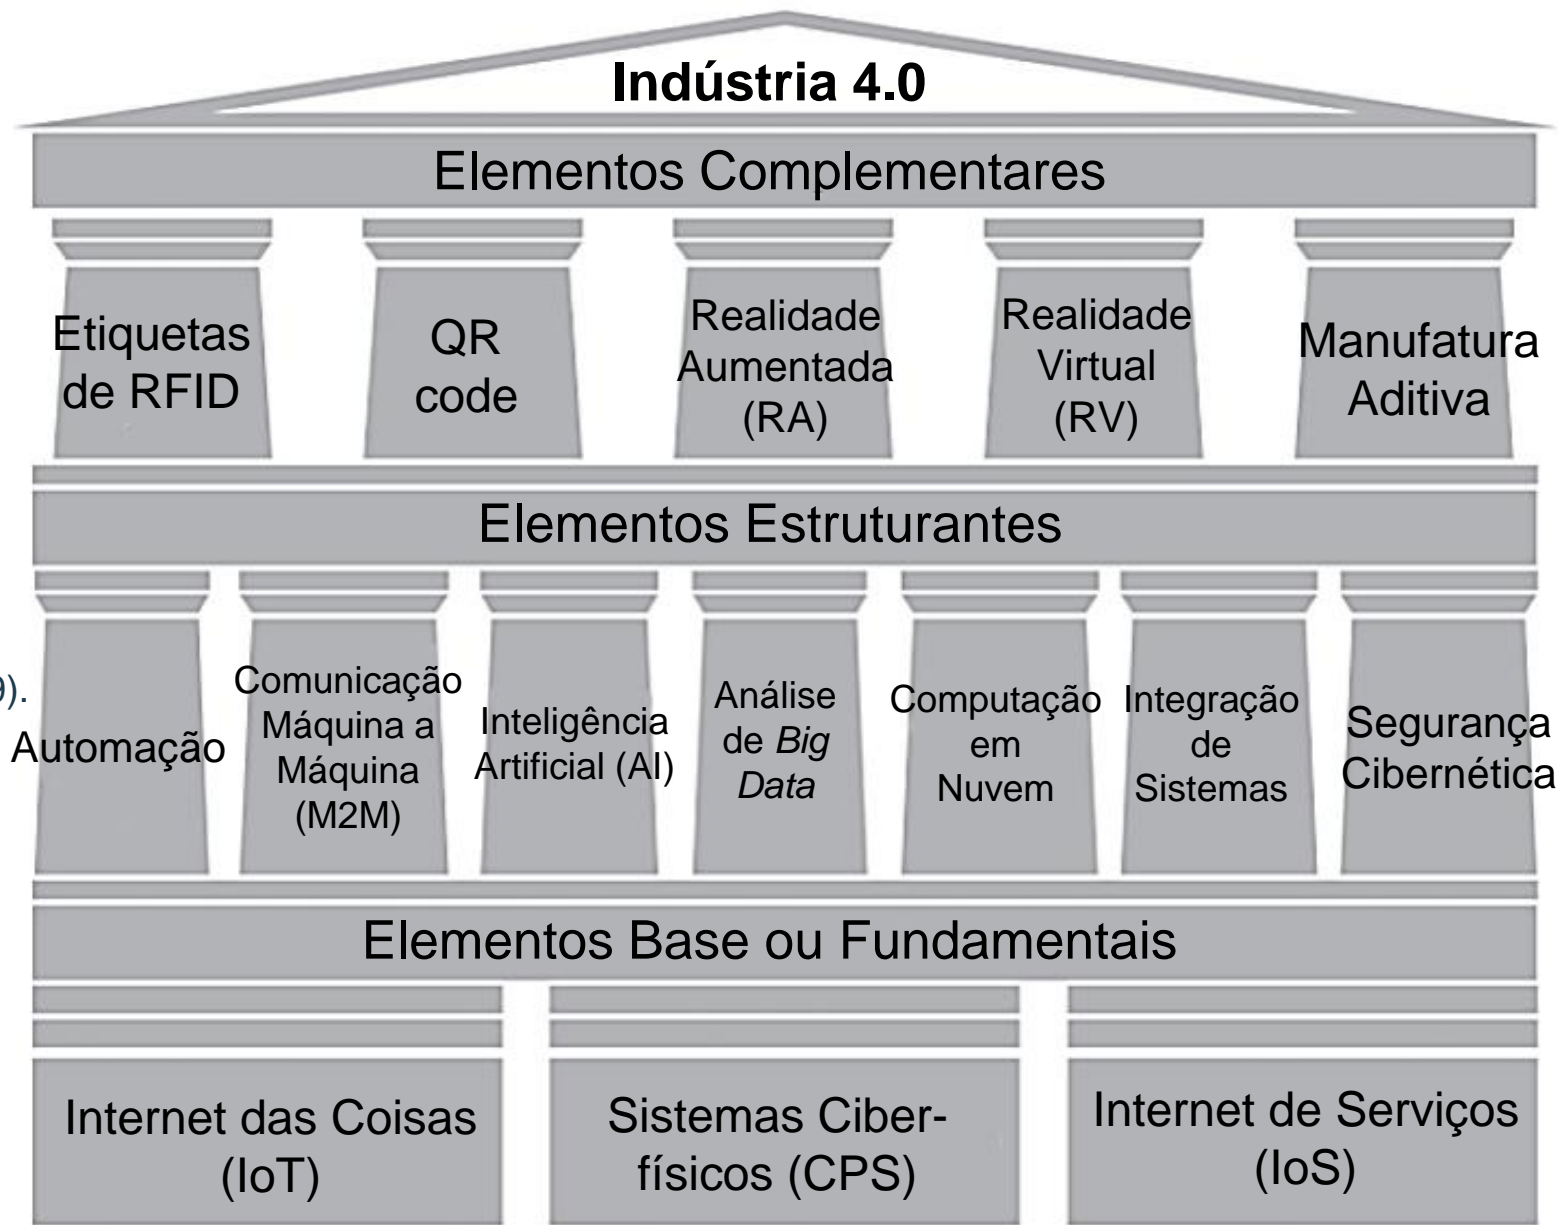 Indústria 4.0
Elementos Complementares
Etiquetas
de RFID
QR
code
Realidade
Aumentada
(RA)
Realidade
Virtual
(RV)
Manufatura
Aditiva
Elementos Estruturantes
9).
Automação
Comunicação
Máquina a
Máquina
(M2M)
Inteligência
Artificial (AI)
Análise
de Big
Data
Computação
em
Nuvem
Integração
de
Sistemas
Segurança
Cibernética
Elementos Base ou Fundamentais
Internet das Coisas
(IoT)
Sistemas Ciber-
físicos (CPS)
Internet de Serviços
(IoS)